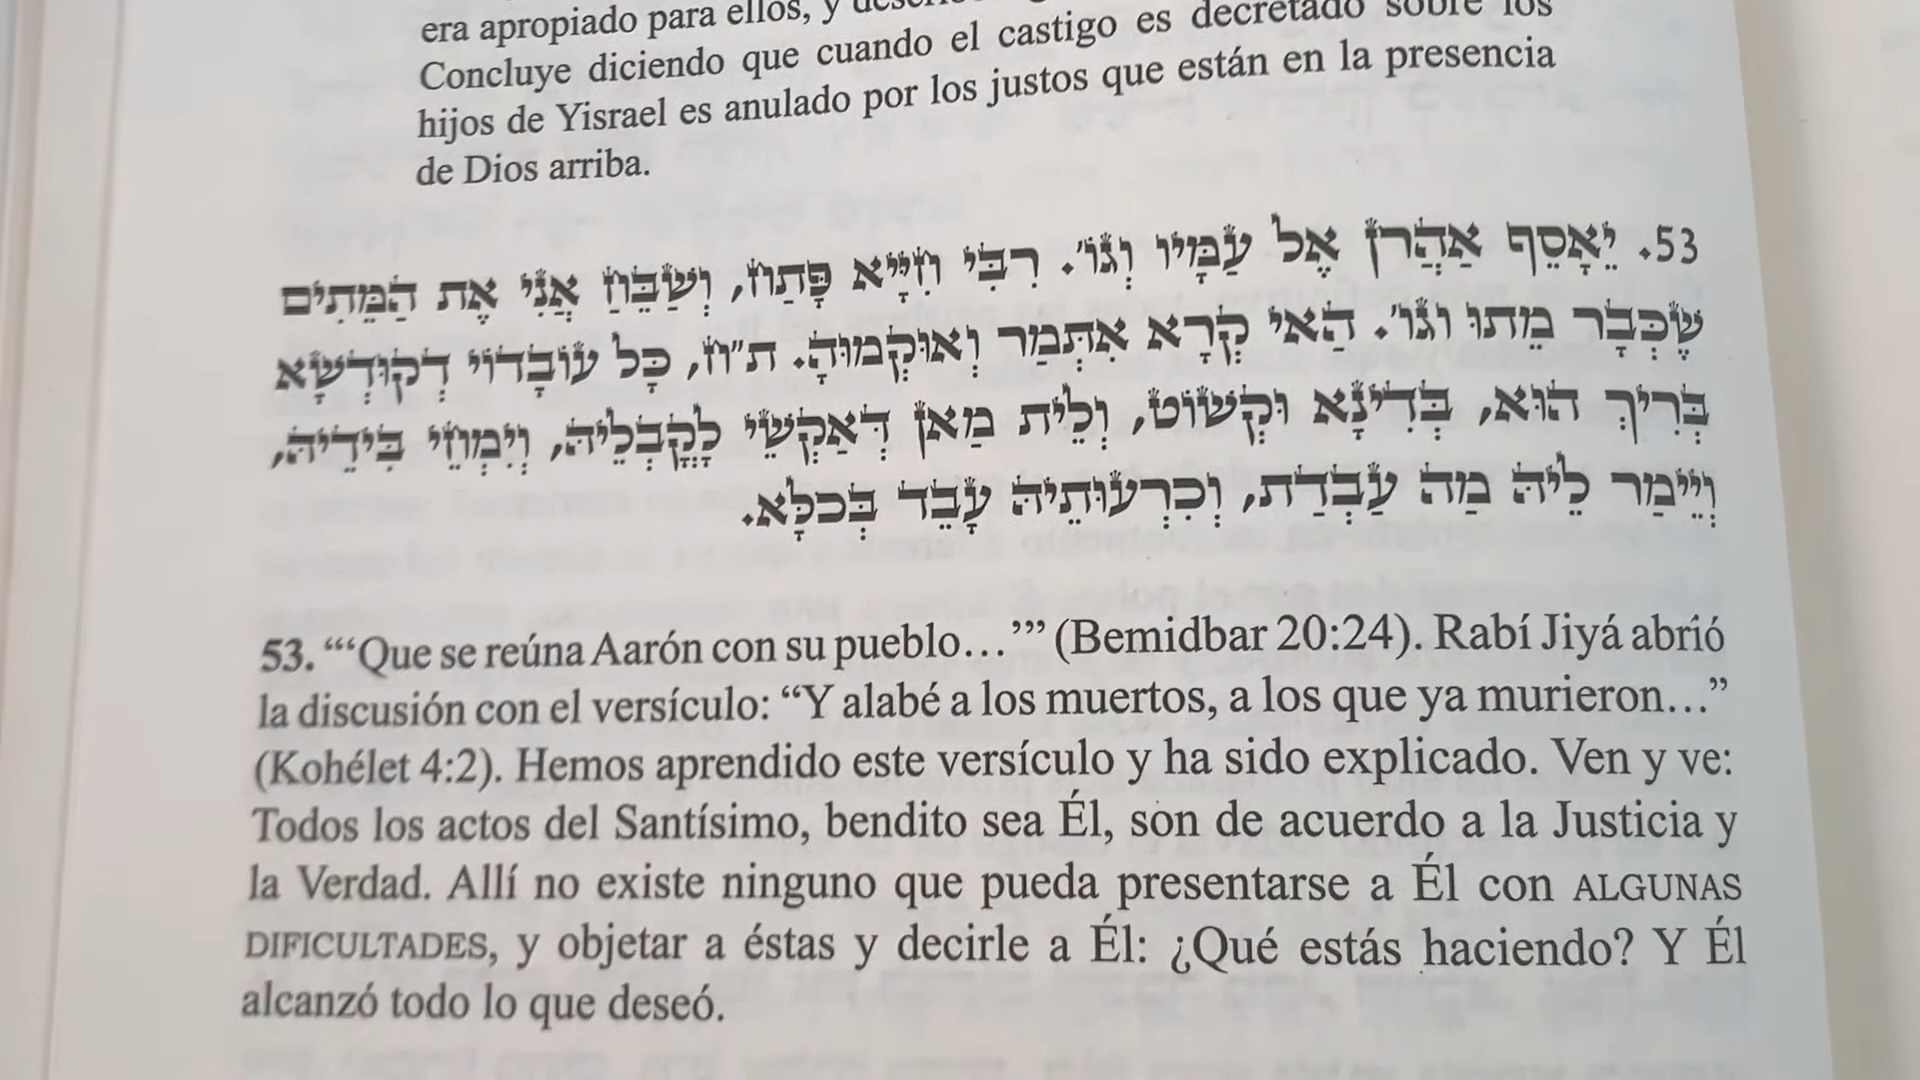 era apropiado para ellos, y
Concluye diciendo que cuando el castigo es decretado sobre los
hijos de Yisrael es anulado por los justos que están en la presencia
de Dios arriba.
53. יֵאָסֵף אַהֲרֹן אֶל עַמָּיו וְגוֹ'. רִבִּי חִיָּיא פָּתַח, וְשַׁבֵּחַ אֲנִי אֶת הַמֵּתִים
שֶׁכְּבָר מֵתוּ וגו'. הַאי קְרָא אִתְּמַר וְאוּקְמוּהָ. ת"ח, כָּל עוֹבָדוֹי דְקוּדְשָׁא
בְּרִיךְ הוּא, בְּדִינָא וּקְשׁוֹט, וְלֵית מַאן דְּאַקְשֵׁי לָקֳבְלֵיהּ, וְיִמְחֵי בִּידֵיהּ,
וְיֵימַר לֵיהּ מַה עַבְדַּת, וְכִרְעוּתֵיהּ עָבֵד בְּכֹלָּא.
53. “‘Que se reúna Aarón con su pueblo…’” (Bemidbar 20:24). Rabí Jiyá abrió
la discusión con el versículo: “Y alabé a los muertos, a los que ya murieron…”
(Kohélet 4:2). Hemos aprendido este versículo y ha sido explicado. Ven y ve:
Todos los actos del Santísimo, bendito sea Él, son de acuerdo a la Justicia y
la Verdad. Allí no existe ninguno que pueda presentarse a Él con ALGUNAS
DIFICULTADES, y objetar a éstas y decirle a Él: ¿Qué estás haciendo? Y Él
alcanzó todo lo que deseó.